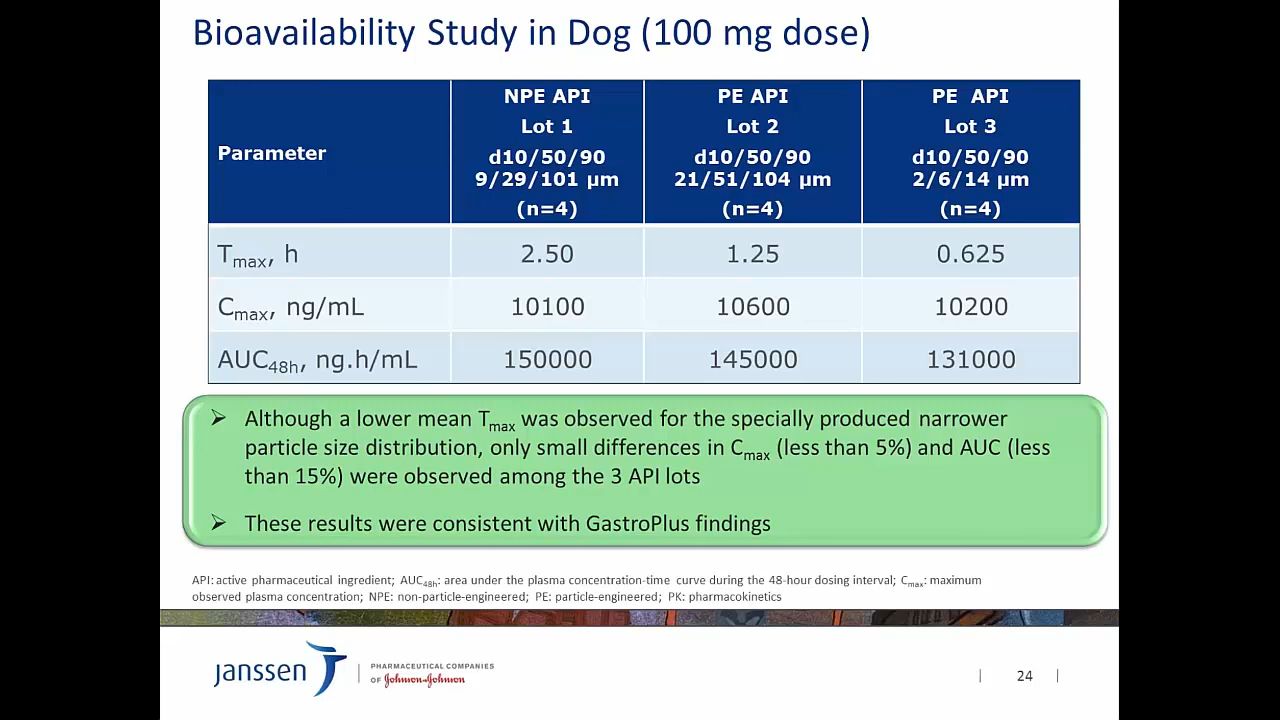 Bioavailability Study in Dog (100 mg dose)
Parameter
NPE API
Lot 1
d10/50/90
9/29/101 µm
(n=4)
PE API
Lot 2
d10/50/90
21/51/104 µm
(n=4)
PE API
Lot 3
d10/50/90
2/6/14 µm
(n=4)
Tmax, h 2.50 1.25 0.625
Cmax, ng/mL 10100 10600 10200
AUC48h, ng.h/mL 150000 145000 131000
➢ Although a lower mean Tmax was observed for the specially produced narrower
particle size distribution, only small differences in Cmax (less than 5%) and AUC (less
than 15%) were observed among the 3 API lots
➢ These results were consistent with GastroPlus findings
API: active pharmaceutical ingredient; AUC48h: area under the plasma concentration-time curve during the 48-hour dosing interval; Cmax: maximum
observed plasma concentration; NPE: non-particle-engineered; PE: particle-engineered; PK: pharmacokinetics
janssen
PHARMACEUTICAL COMPANIES
OF Johnson & Johnson
24